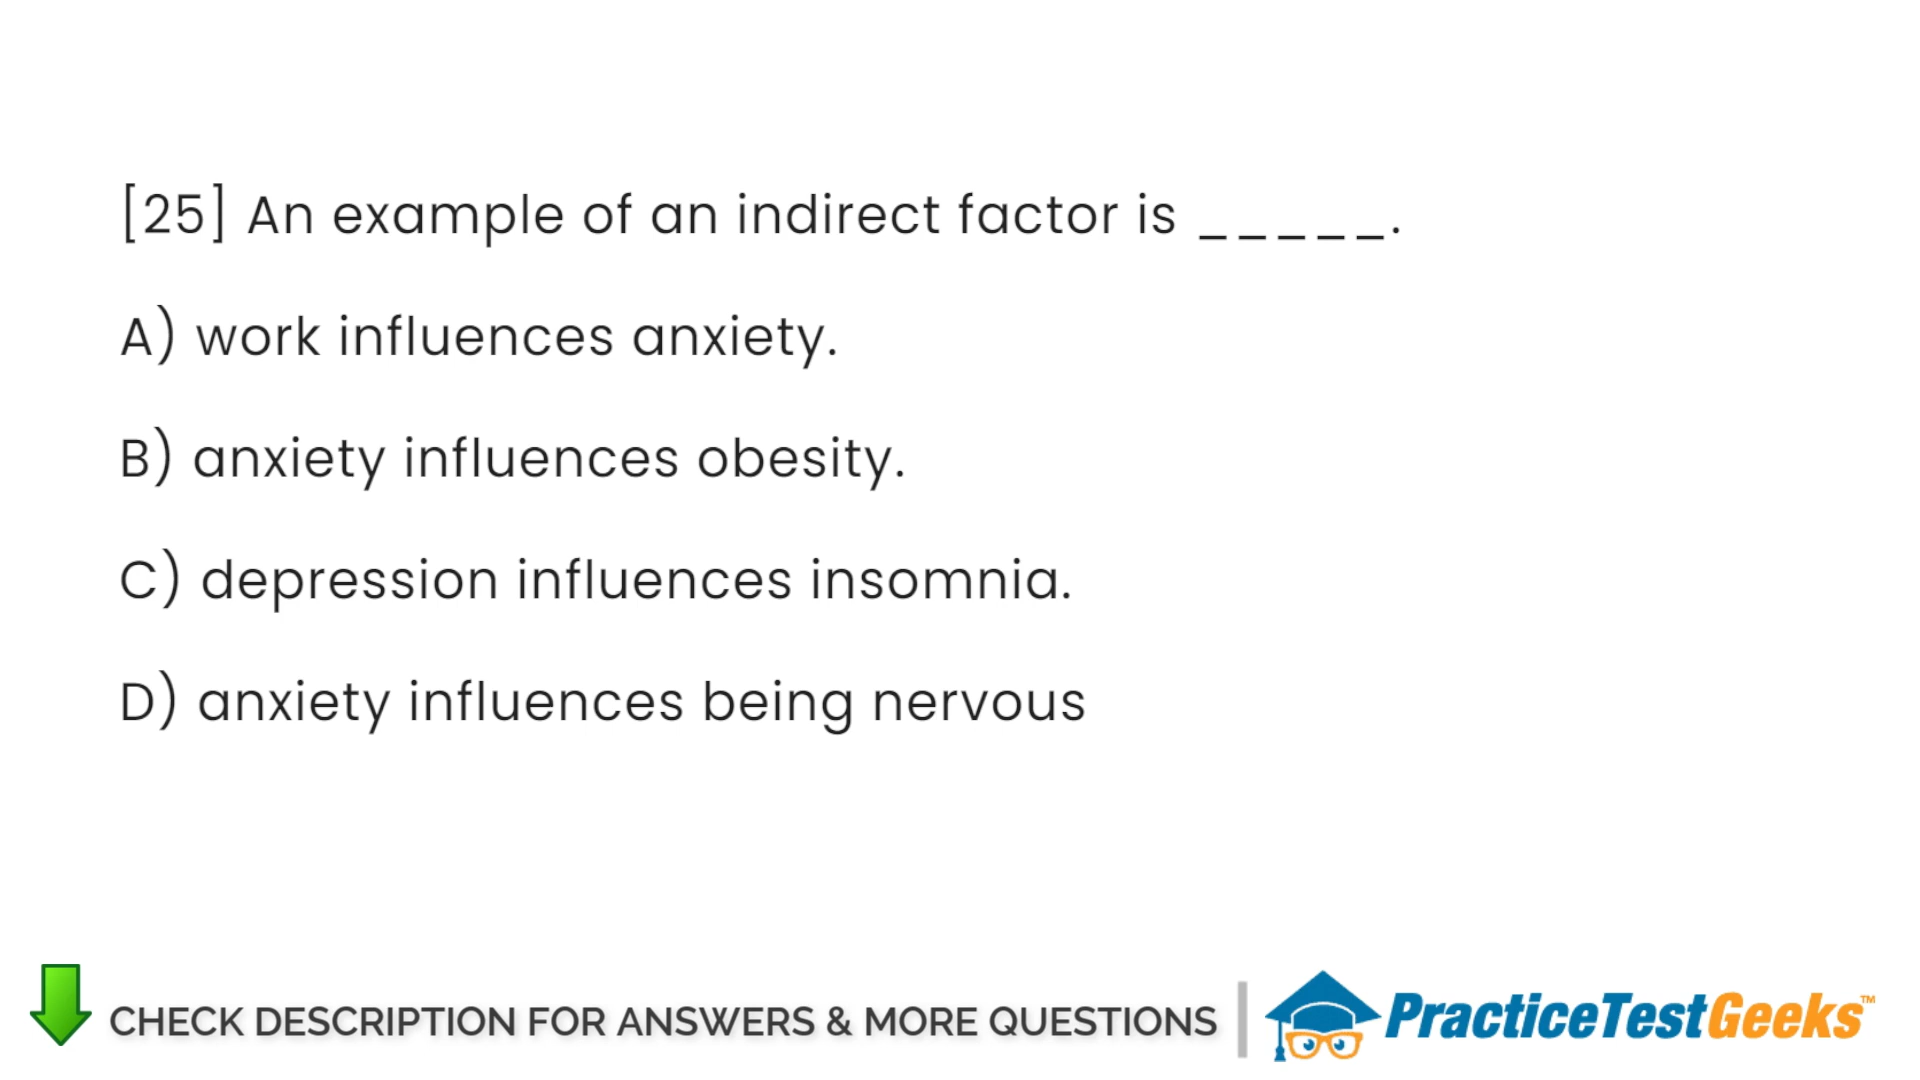 [25] An example of an indirect factor is _____.
A) work influences anxiety.
B) anxiety influences obesity.
C) depression influences insomnia.
D) anxiety influences being nervous
CHECK DESCRIPTION FOR ANSWERS & MORE QUESTIONS
PracticeTestGeeks™